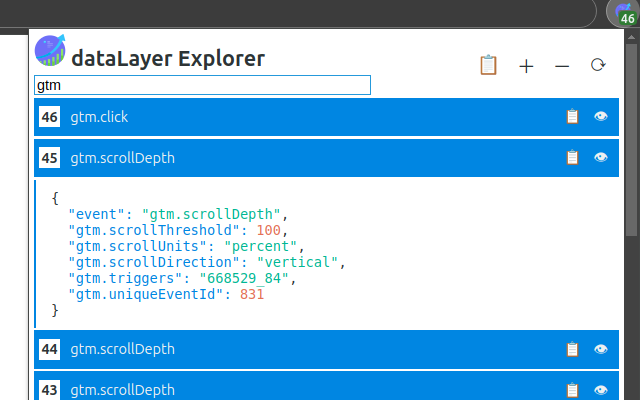 46
dataLayer Explorer
gtm
46 gtm.click
45 gtm.scrollDepth
{
"event": "gtm.scrollDepth",
"gtm.scrollThreshold": 100,
"gtm.scrollUnits": "percent",
"gtm.scrollDirection": "vertical",
"gtm.triggers": "668529_84",
"gtm.uniqueEventId": 831
}
44 gtm.scrollDepth
43 gtm.scrollDepth